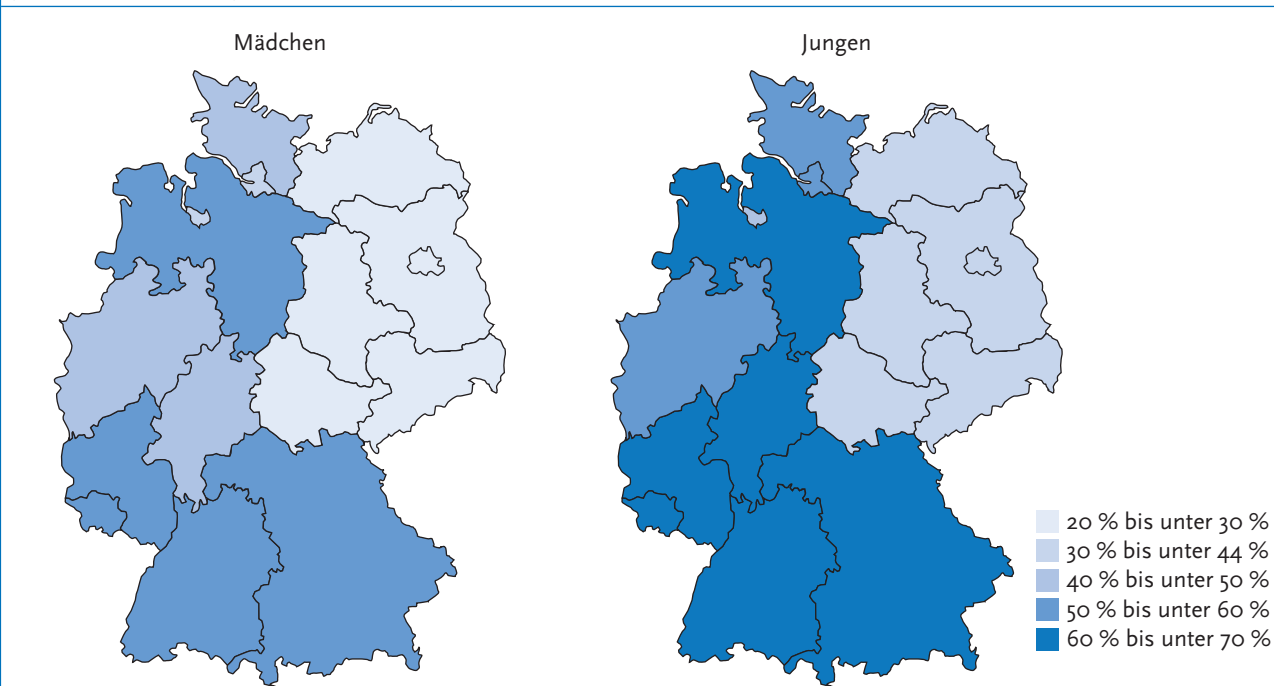 Mädchen
Jungen
20 % bis unter 30 %
30 % bis unter 44 %
40 % bis unter 50 %
50 % bis unter 60 %
60 % bis unter 70 %